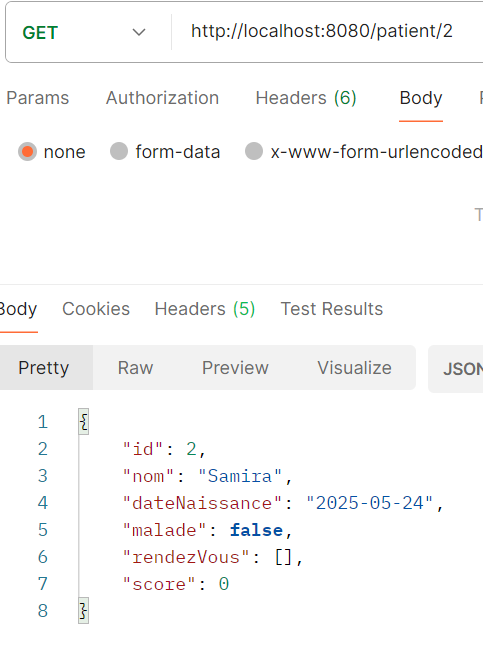 GET http://localhost:8080/patient/2
Params Authorization Headers (6) Body
none form-data x-www-form-urlencoded
Body Cookies Headers (5) Test Results
Pretty Raw Preview Visualize JSON
1 {
2 "id": 2,
3 "nom": "Samira",
4 "dateNaissance": "2025-05-24",
5 "malade": false,
6 "rendezVous": [],
7 "score": 0
8 }